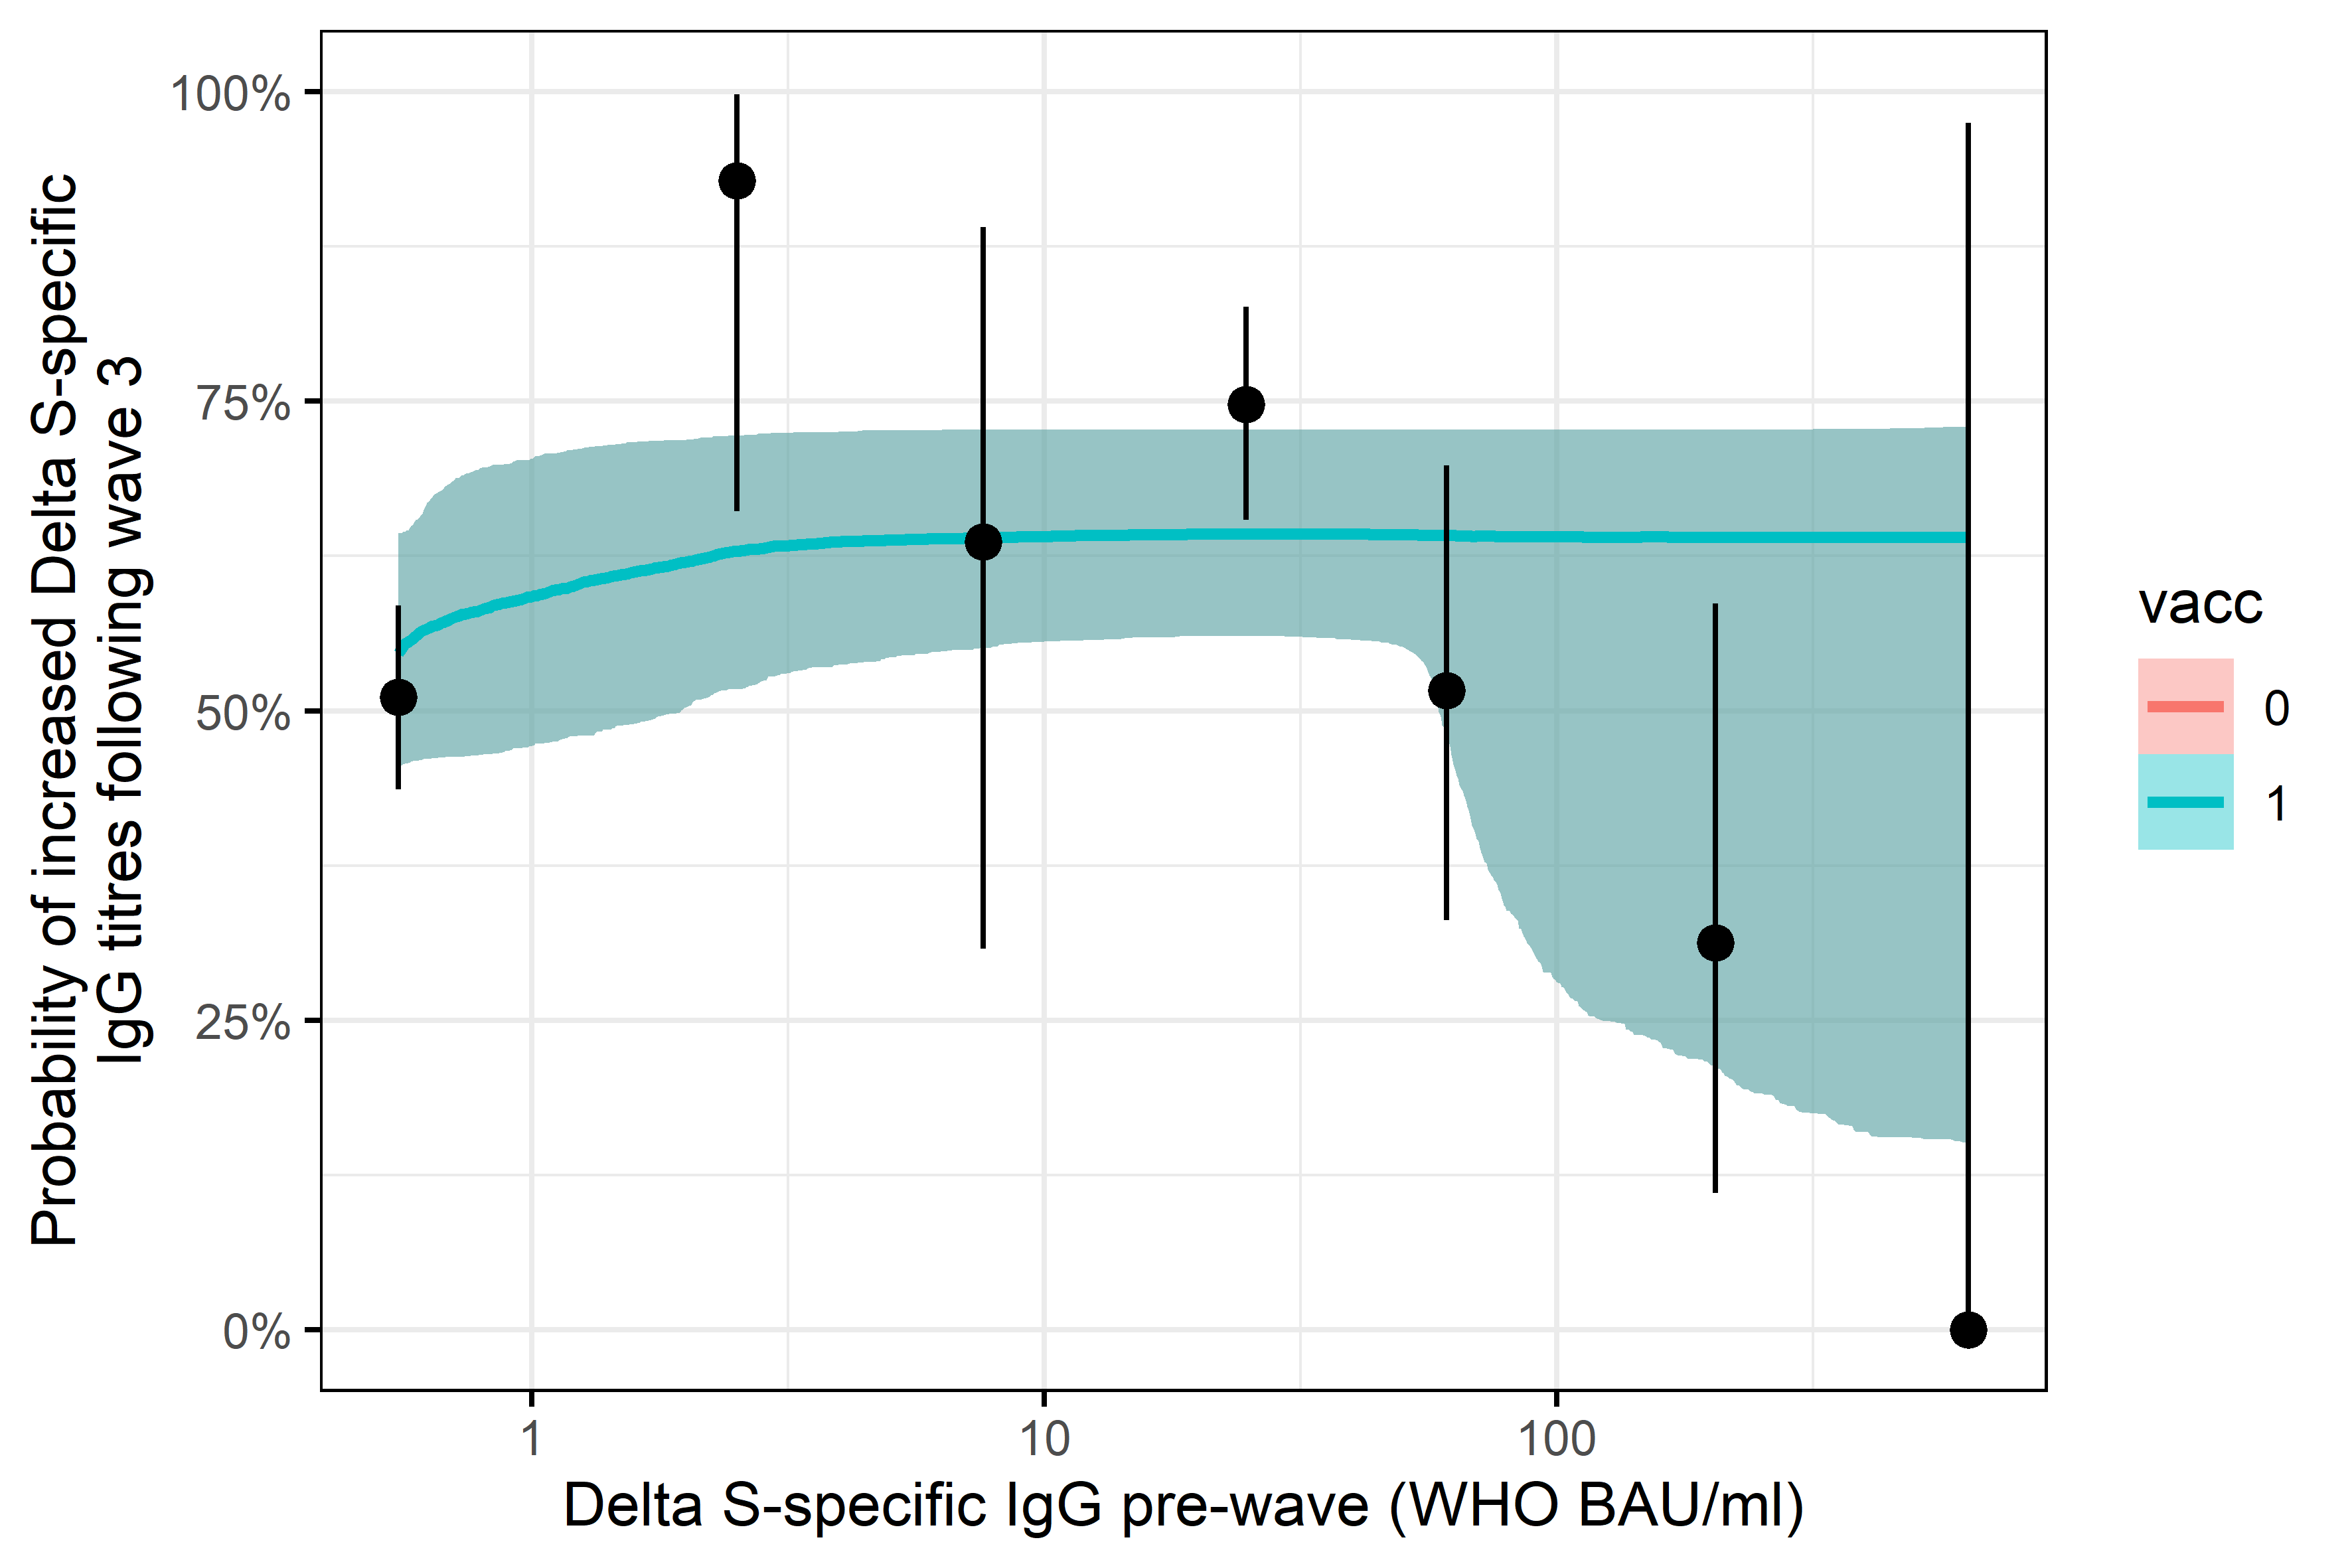 Probability of increased Delta S-specific
IgG titres following wave 3
100%
75%
50%
25%
0%
1
10
100
Delta S-specific IgG pre-wave (WHO BAU/ml)
vacc
0
1